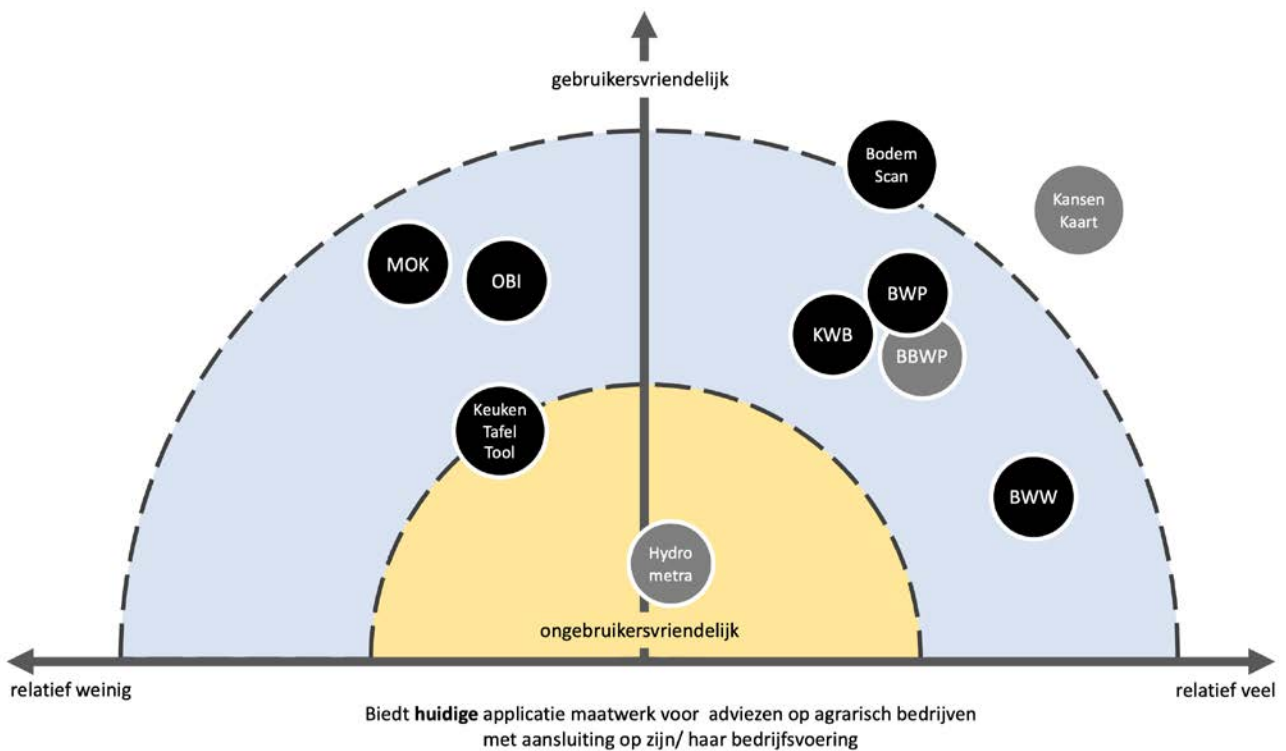 gebruikersvriendelijk
Bodem
Scan
Kansen
Kaart
MOK
OBI
BWP
KWB
BBWP
Keuken
Tafel
Tool
BWW
Hydro
metra
ongebruikersvriendelijk
relatief weinig
relatief veel
Biedt huidige applicatie maatwerk voor adviezen op agrarisch bedrijven
met aansluiting op zijn/ haar bedrijfsvoering